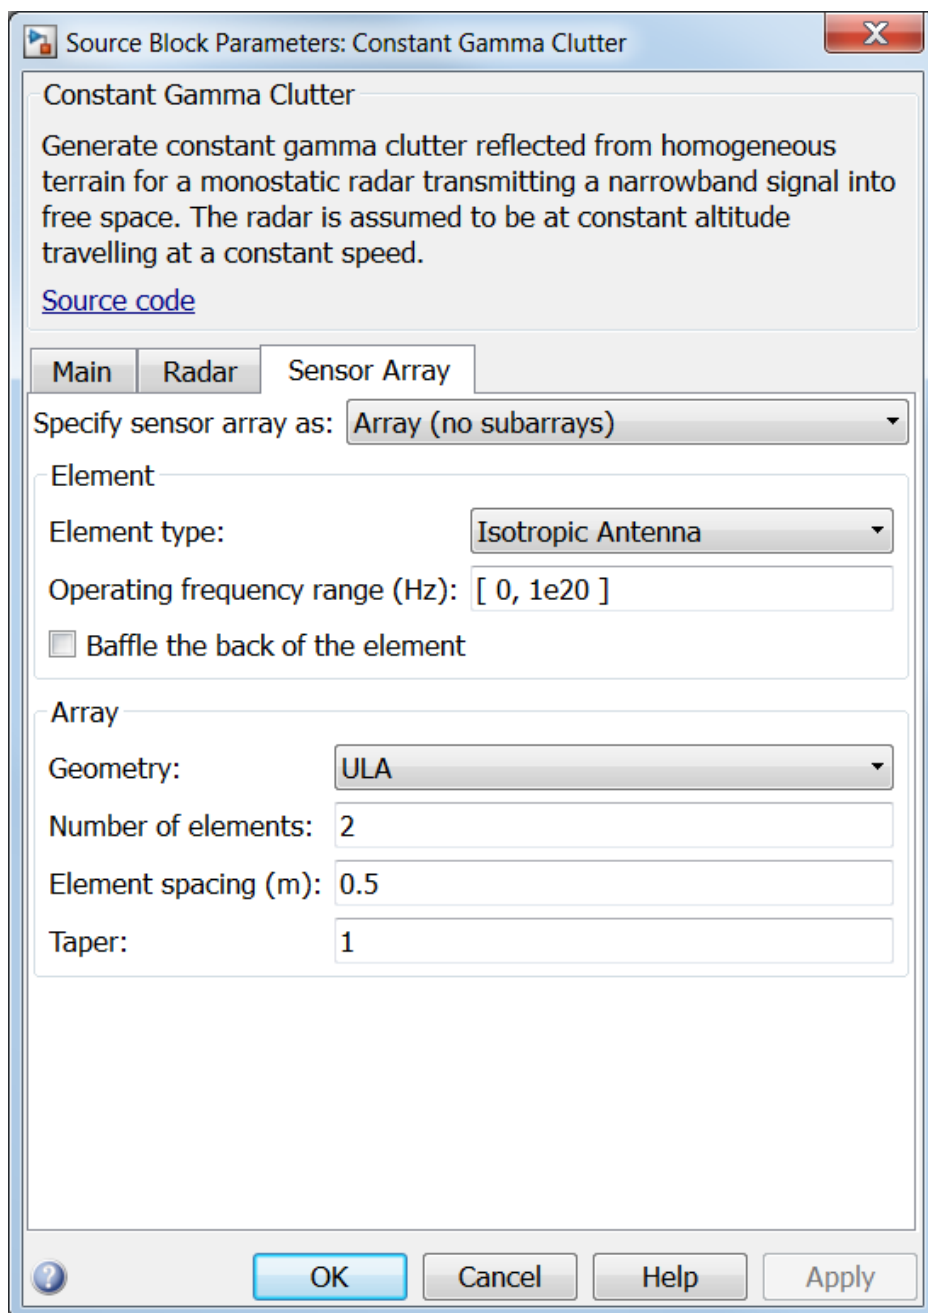 Source Block Parameters: Constant Gamma Clutter
X
Constant Gamma Clutter
Generate constant gamma clutter reflected from homogeneous
terrain for a monostatic radar transmitting a narrowband signal into
free space. The radar is assumed to be at constant altitude
travelling at a constant speed.
Source code
Main Radar Sensor Array
Specify sensor array as: Array (no subarrays)
Element
Element type: Isotropic Antenna
Operating frequency range (Hz): [ 0, 1e20 ]
Baffle the back of the element
Array
Geometry: ULA
Number of elements: 2
Element spacing (m): 0.5
Taper: 1
? OK Cancel Help Apply